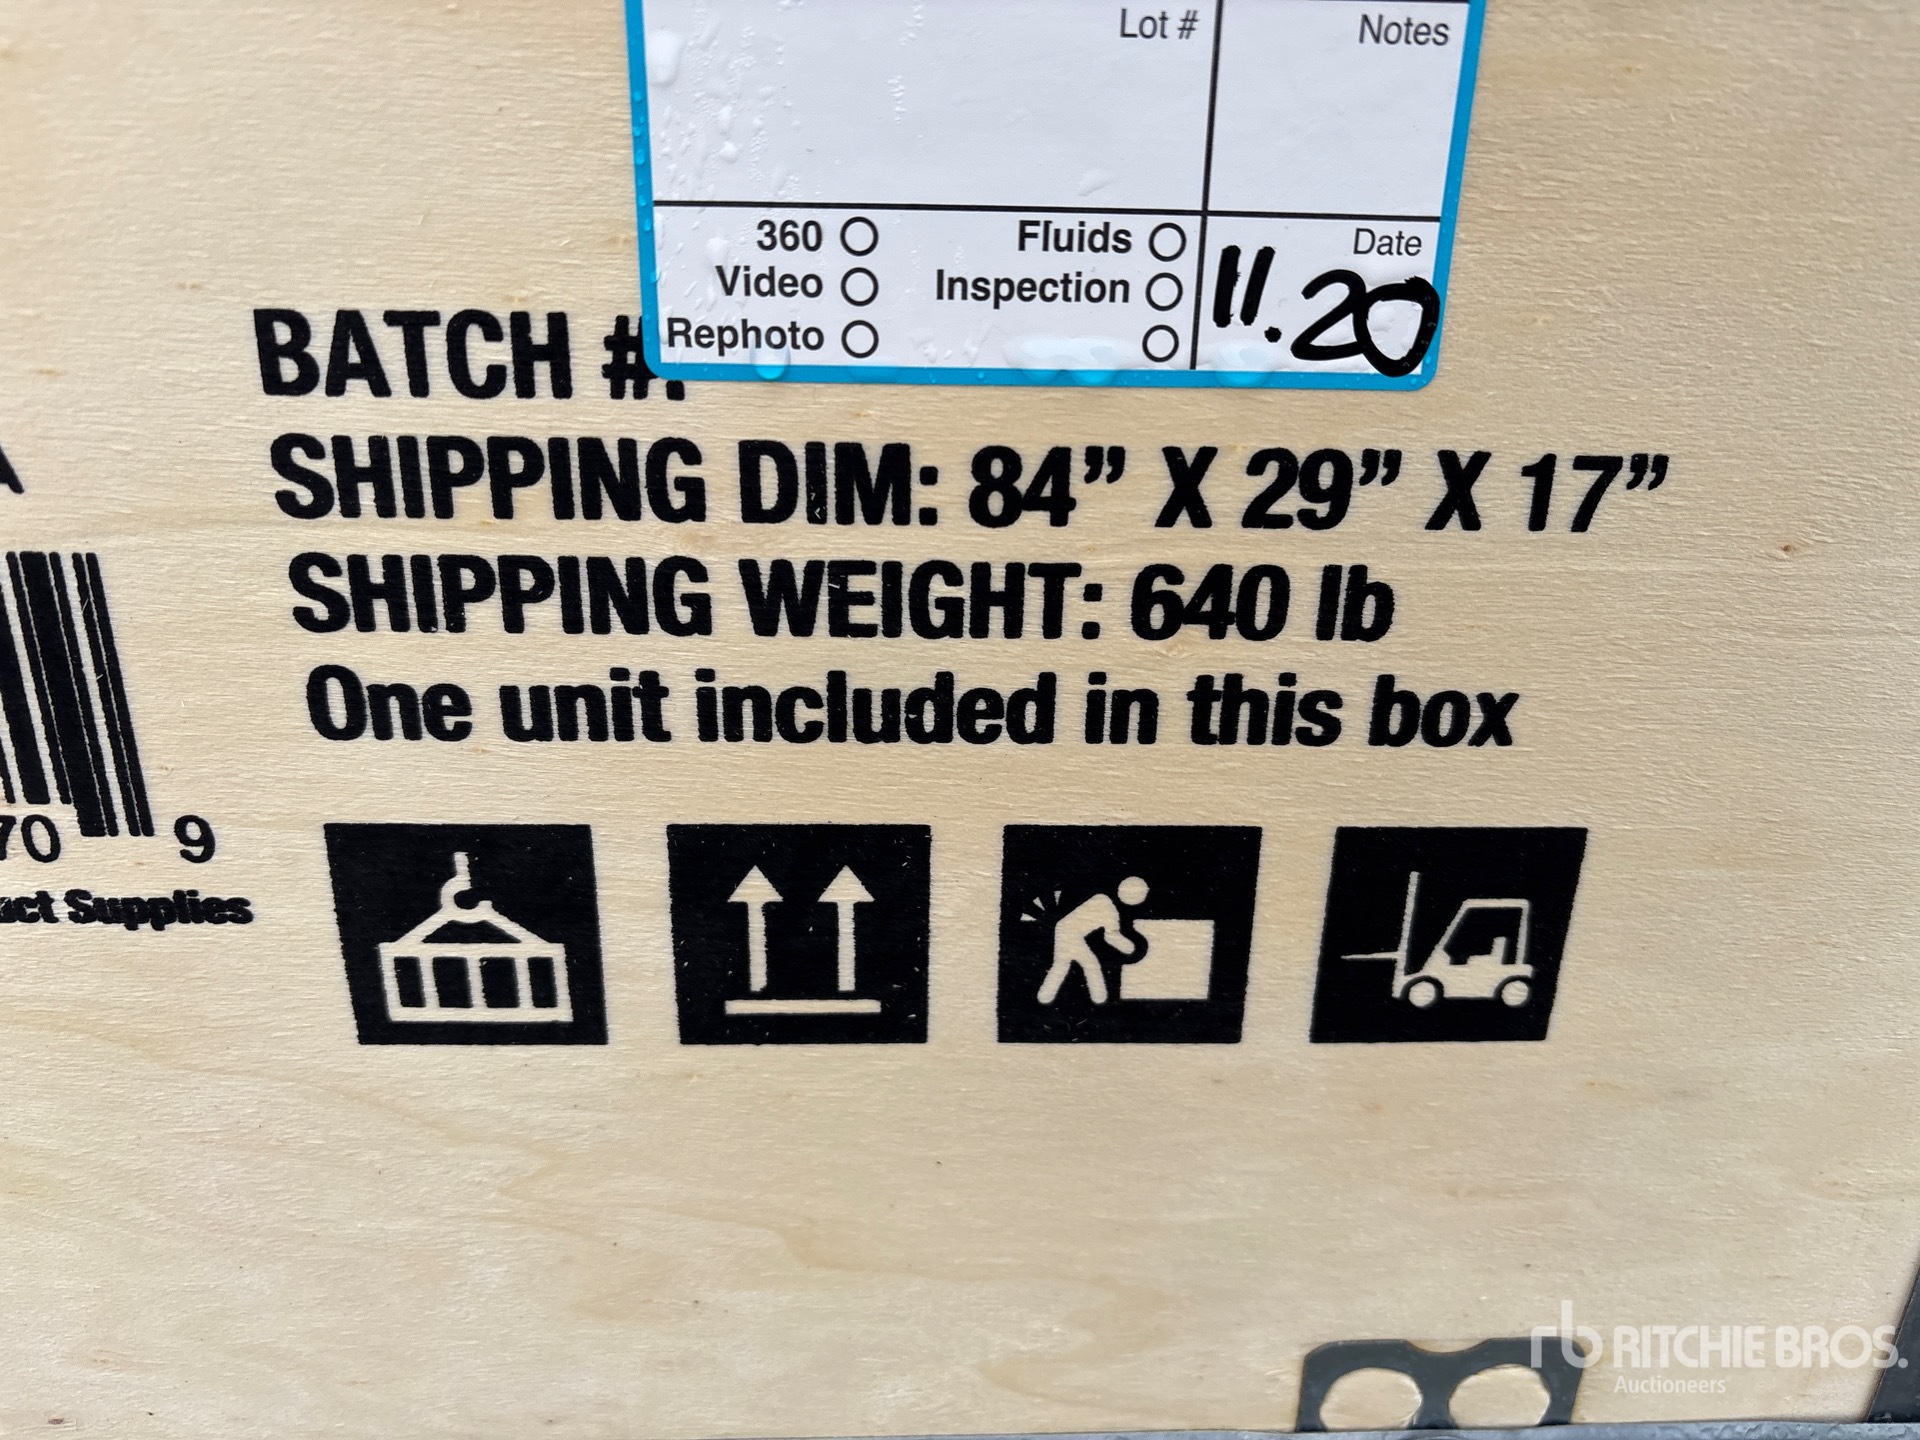 Lot #
Notes
360
Fluids
Date
Video
Inspection
11.20
Rephoto
BATCH #:
SHIPPING DIM: 84” X 29” X 17”
SHIPPING WEIGHT: 640 lb
One unit included in this box
70 9
Supplies
RITCHIE BROS.
Auctioneers